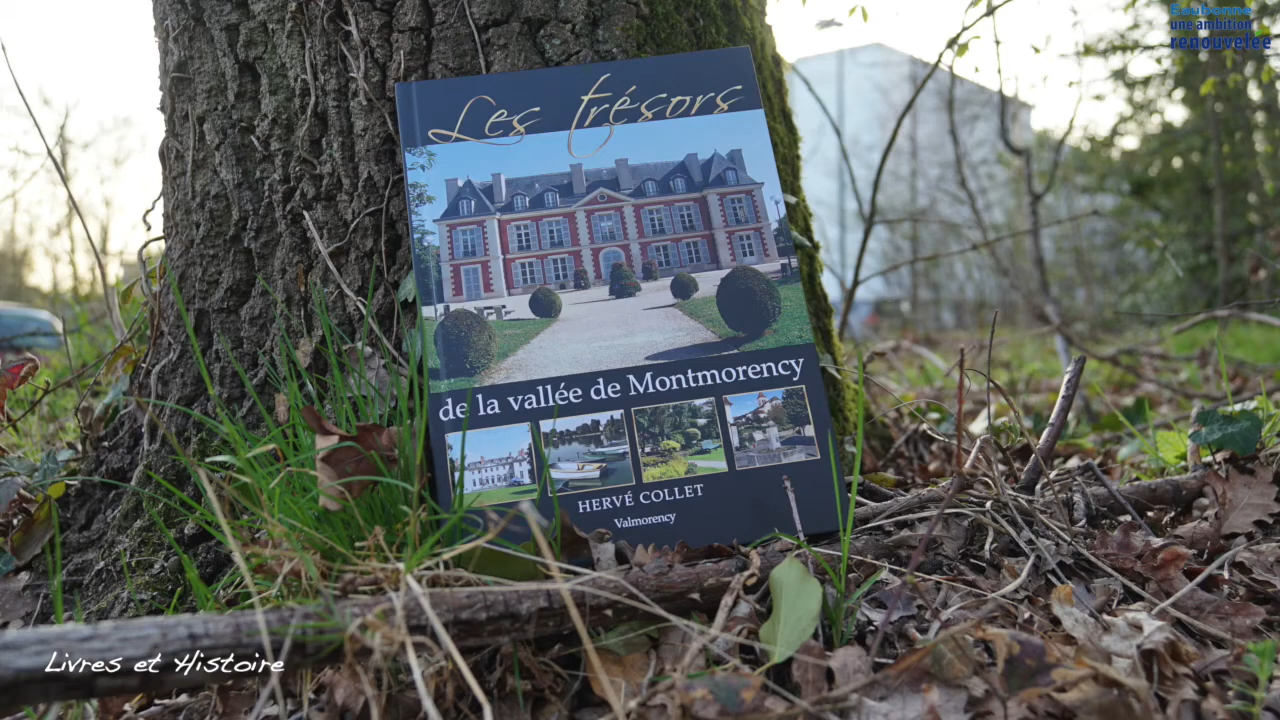 Eaubonne
une ambition
renouvelée
Les trésors
de la vallée de Montmorency
HERVÉ COLLET
Valmorency
Livres et Histoire